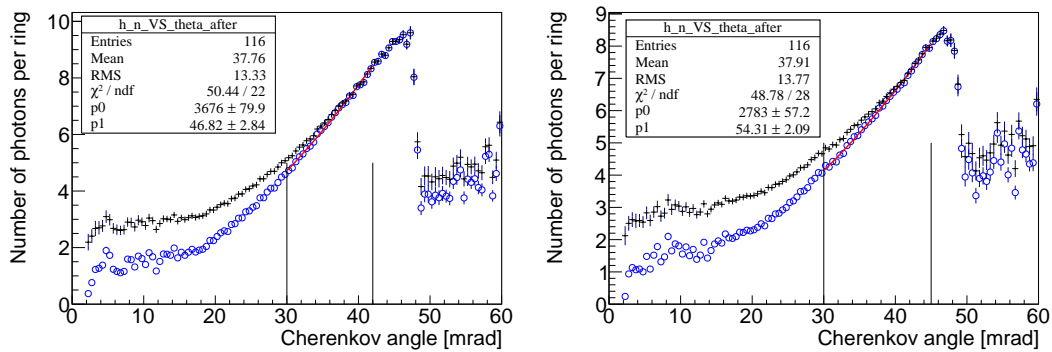 h_n_VS_theta_after
Entries 116
Mean 37.76
RMS 13.33
χ² / ndf 50.44 / 22
p0 3676 ± 79.9
p1 46.82 ± 2.84
Number of photons per ring
10
8
6
4
2
0
0 10 20 30 40 50 60
Cherenkov angle [mrad]
h_n_VS_theta_after
Entries 116
Mean 37.91
RMS 13.77
χ² / ndf 48.78 / 28
p0 2783 ± 57.2
p1 54.31 ± 2.09
Number of photons per ring
9
8
7
6
5
4
3
2
1
0
0 10 20 30 40 50 60
Cherenkov angle [mrad]